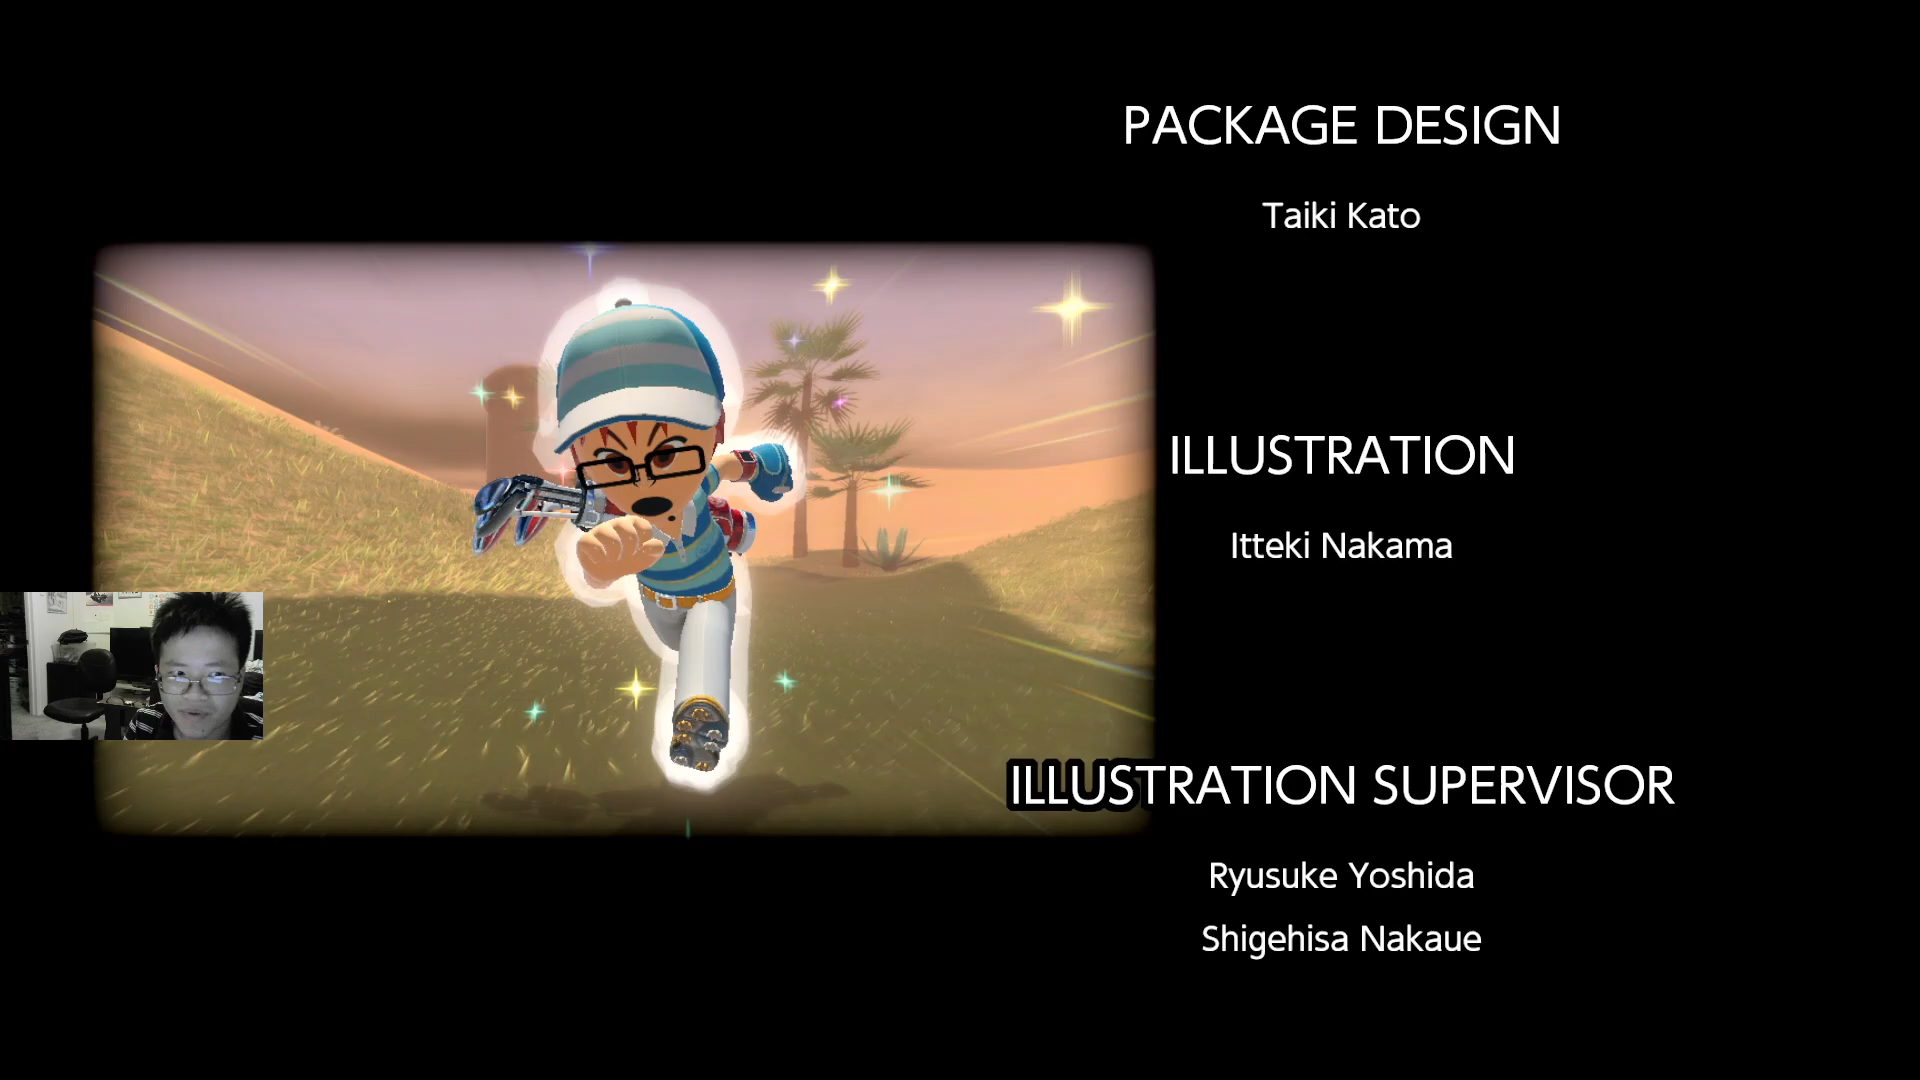 PACKAGE DESIGN
Taiki Kato
ILLUSTRATION
Itteki Nakama
ILLUSTRATION SUPERVISOR
Ryusuke Yoshida
Shigehisa Nakaue